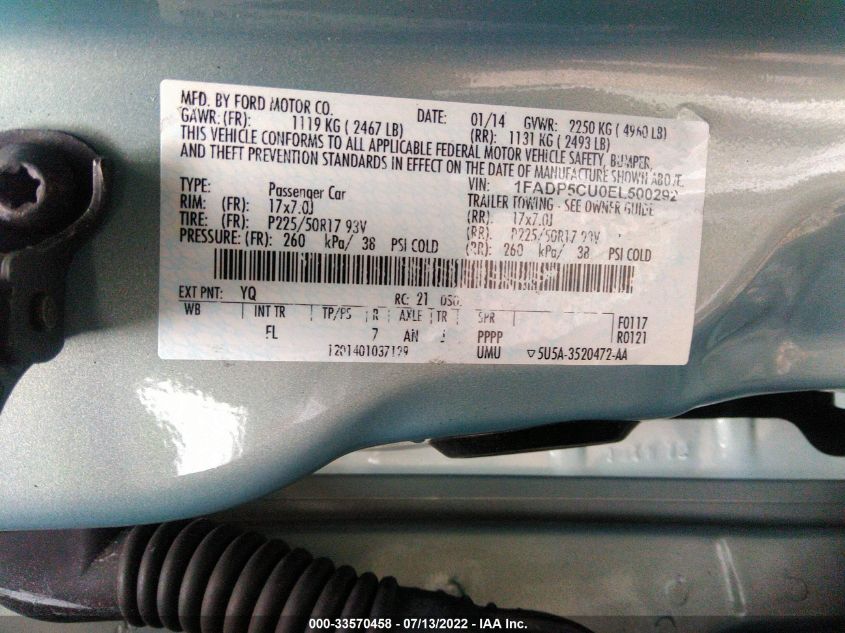 MFD. BY FORD MOTOR CO.
DATE: 01/14 GVWR: 2250 KG ( 4960 LB)
GAWR: (FR): 1119 KG ( 2467 LB) (RR): 1131 KG ( 2493 LB)
THIS VEHICLE CONFORMS TO ALL APPLICABLE FEDERAL MOTOR VEHICLE SAFETY, BUMPER,
AND THEFT PREVENTION STANDARDS IN EFFECT ON THE DATE OF MANUFACTURE SHOWN ABOVE.
VIN: 1FADP5CU0EL500292
TYPE: Passenger Car TRAILER TOWING - SEE OWNER GUIDE
RIM: (FR): 17x7.0J (RR): 17x7.0J
TIRE: (FR): P225/50R17 93V (RR): P225/50R17 93V
PRESSURE: (FR): 260 kPa/ 38 PSI COLD (RR): 260 kPa/ 38 PSI COLD
EXT PNT: YQ RC: 21 DSO:
WB INT TR TP/PS R AXLE TR SPR F0117
FL 7 AN PPPP R0121
UMU ▽ 5U5A-3520472-AA
000-33570458 - 07/13/2022 - IAA Inc.